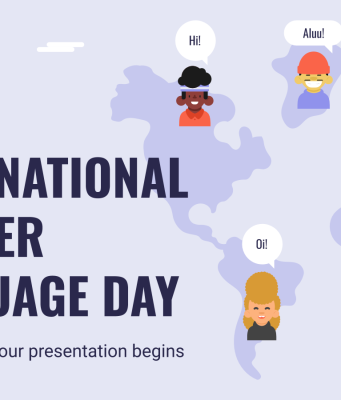 Hi!
Aluu!
NATIONAL
ER
UAGE DAY
Oi!
our presentation begins